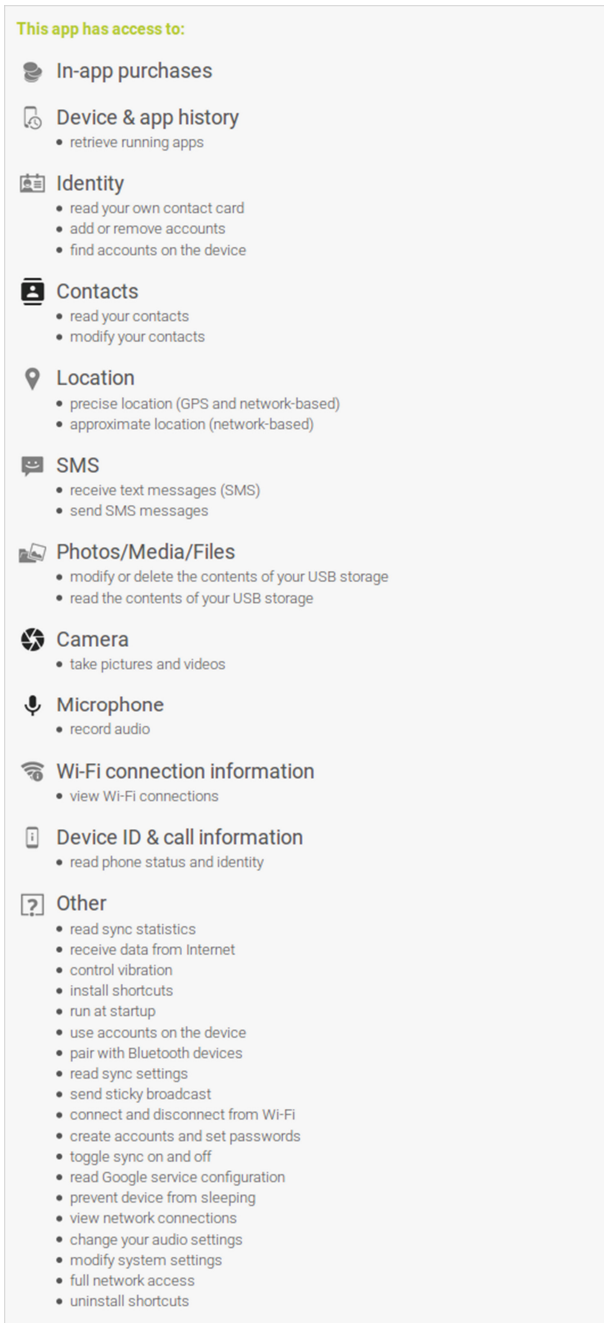 This app has access to:
In-app purchases
Device & app history
• retrieve running apps
Identity
• read your own contact card
• add or remove accounts
• find accounts on the device
Contacts
• read your contacts
• modify your contacts
Location
• precise location (GPS and network-based)
• approximate location (network-based)
SMS
• receive text messages (SMS)
• send SMS messages
Photos/Media/Files
• modify or delete the contents of your USB storage
• read the contents of your USB storage
Camera
• take pictures and videos
Microphone
• record audio
Wi-Fi connection information
• view Wi-Fi connections
Device ID & call information
• read phone status and identity
Other
• read sync statistics
• receive data from Internet
• control vibration
• install shortcuts
• run at startup
• use accounts on the device
• pair with Bluetooth devices
• read sync settings
• send sticky broadcast
• connect and disconnect from Wi-Fi
• create accounts and set passwords
• toggle sync on and off
• read Google service configuration
• prevent device from sleeping
• view network connections
• change your audio settings
• modify system settings
• full network access
• uninstall shortcuts